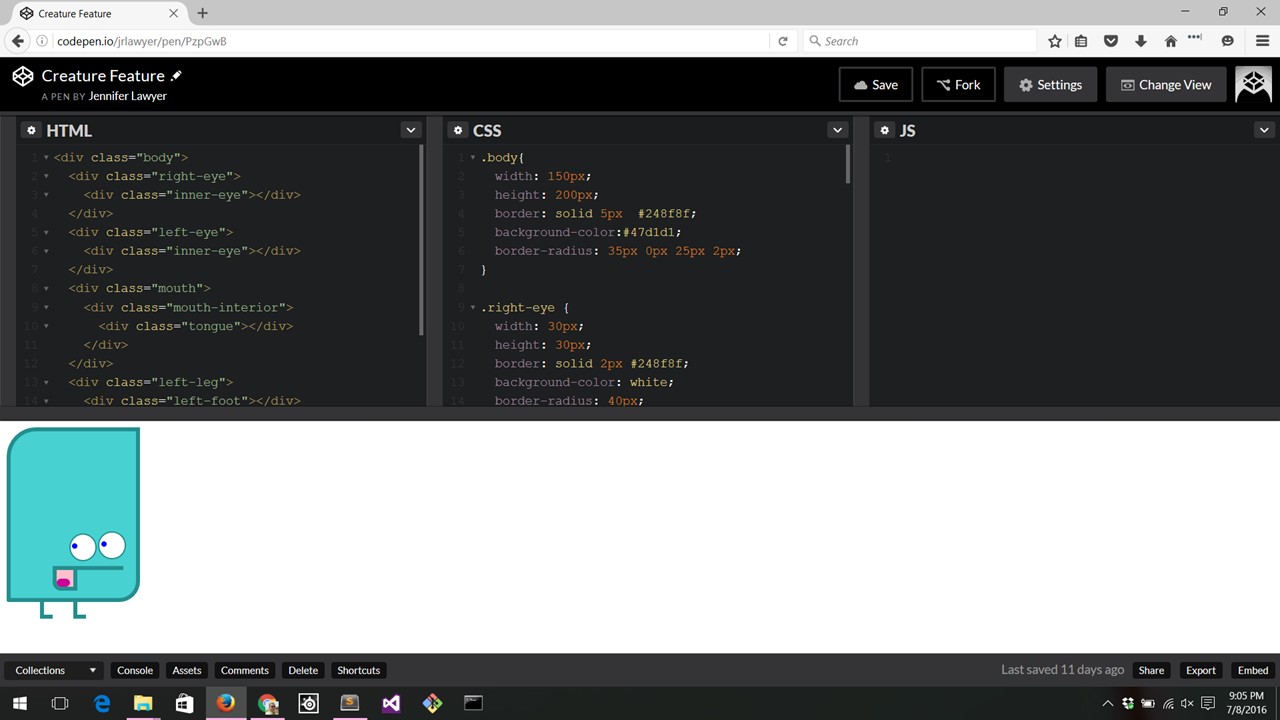 Creature Feature
codepen.io/jrlawyer/pen/PzpGwB
Search
Creature Feature
A PEN BY Jennifer Lawyer
Save
Fork
Settings
Change View
HTML
1 <div class="body">
2 <div class="right-eye">
3 <div class="inner-eye"></div>
4 </div>
5 <div class="left-eye">
6 <div class="inner-eye"></div>
7 </div>
8 <div class="mouth">
9 <div class="mouth-interior">
10 <div class="tongue"></div>
11 </div>
12 </div>
13 <div class="left-leg">
14 <div class="left-foot"></div>
CSS
1 .body{
2 width: 150px;
3 height: 200px;
4 border: solid 5px  #248f8f;
5 background-color:#47d1d1;
6 border-radius: 35px 0px 25px 2px;
7 }
8
9 .right-eye {
10 width: 30px;
11 height: 30px;
12 border: solid 2px #248f8f;
13 background-color: white;
14 border-radius: 40px;
JS
1
Collections
Console
Assets
Comments
Delete
Shortcuts
Last saved 11 days ago
Share
Export
Embed
9:05 PM
7/8/2016